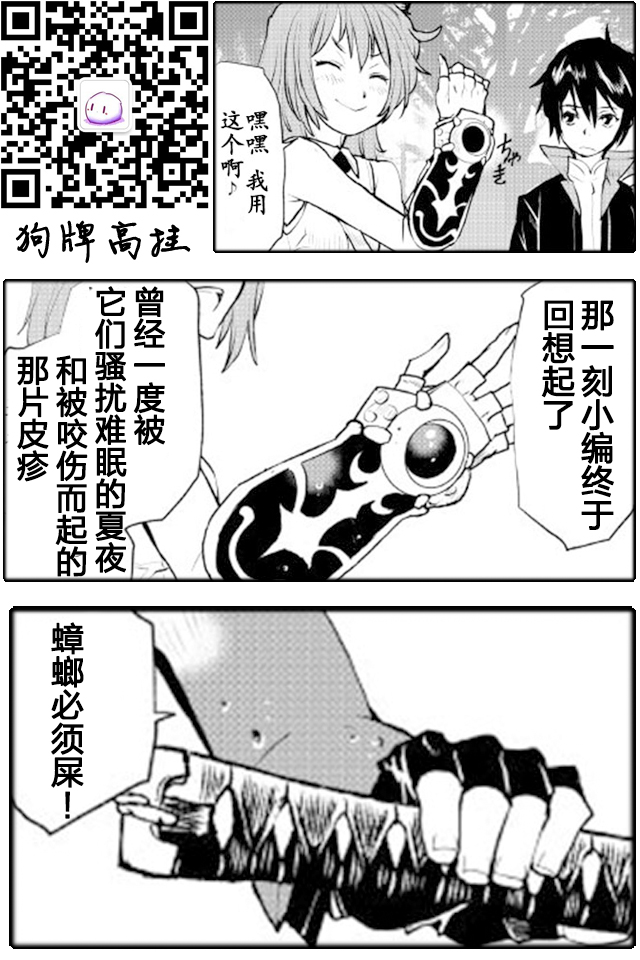 狗牌高挂
嘿嘿，我用
这个啊♪
ちゃき
那一刻小编终于
回想起了
曾经一度被
它们骚扰难眠的夏夜
和被咬伤而起的
那片皮疹
蟑螂必须屎！